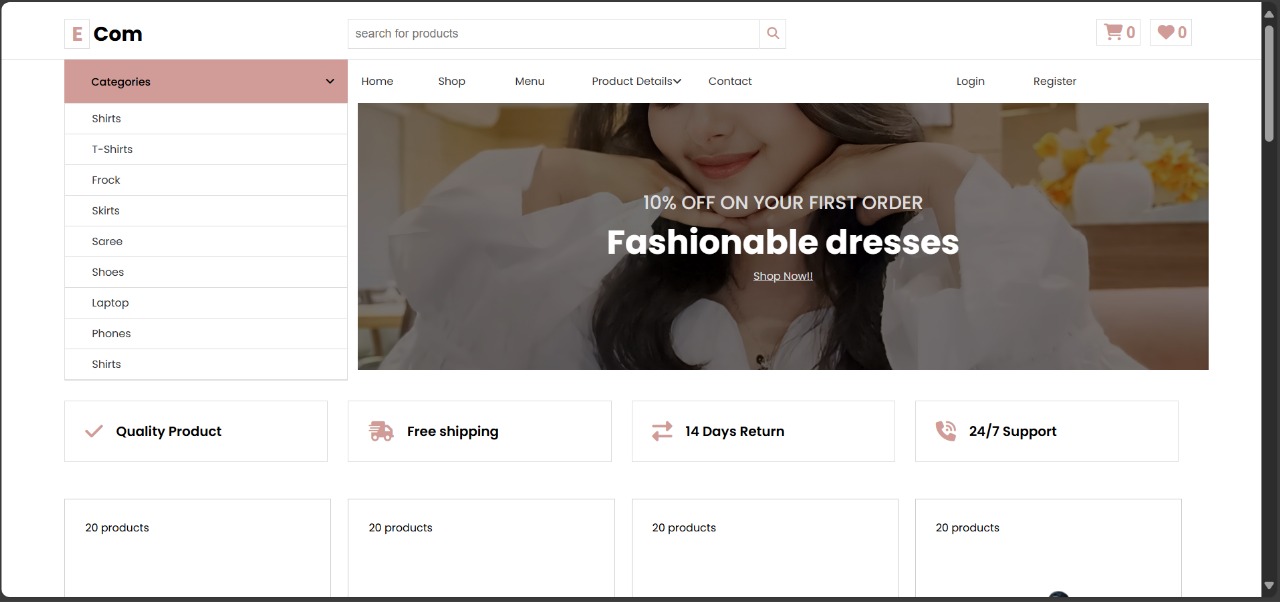 E Com
search for products
0 0
Categories
Home Shop Menu Product Details Contact Login Register
Shirts
T-Shirts
Frock
Skirts
Saree
Shoes
Laptop
Phones
Shirts
10% OFF ON YOUR FIRST ORDER
Fashionable dresses
Shop Now!!
Quality Product
Free shipping
14 Days Return
24/7 Support
20 products
20 products
20 products
20 products